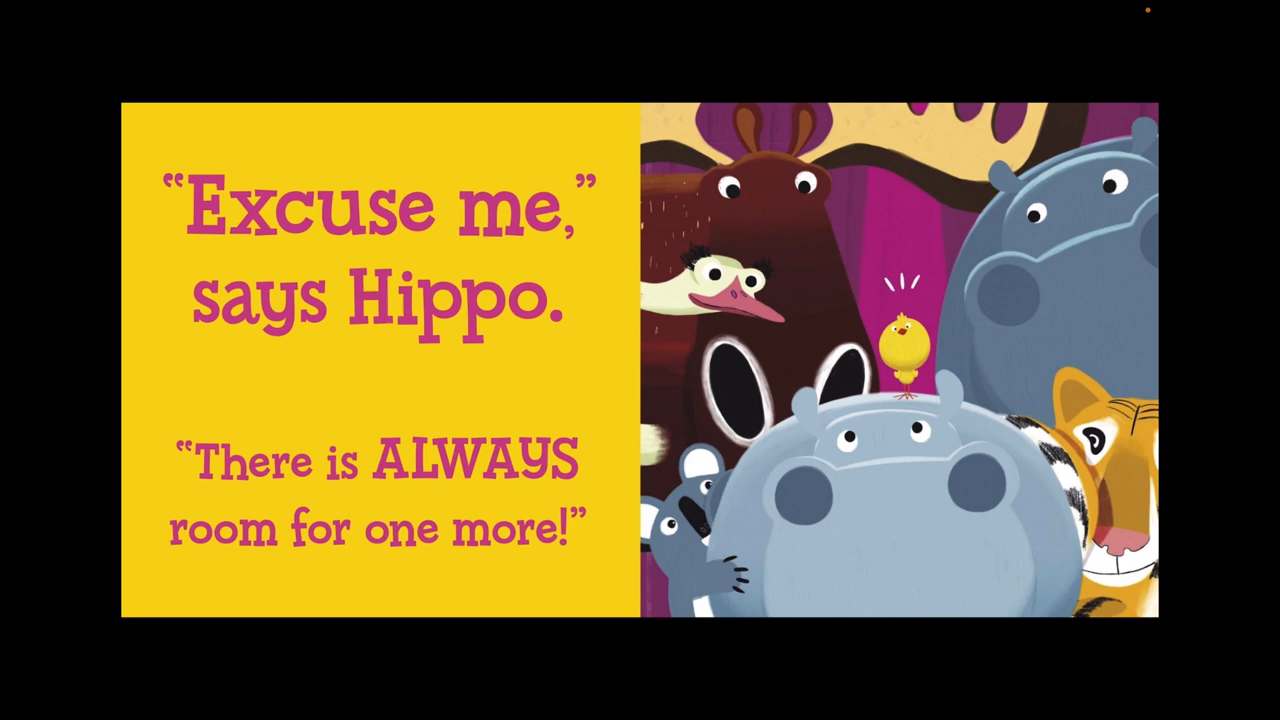 “Excuse me,”
says Hippo.
“There is ALWAYS
room for one more!”